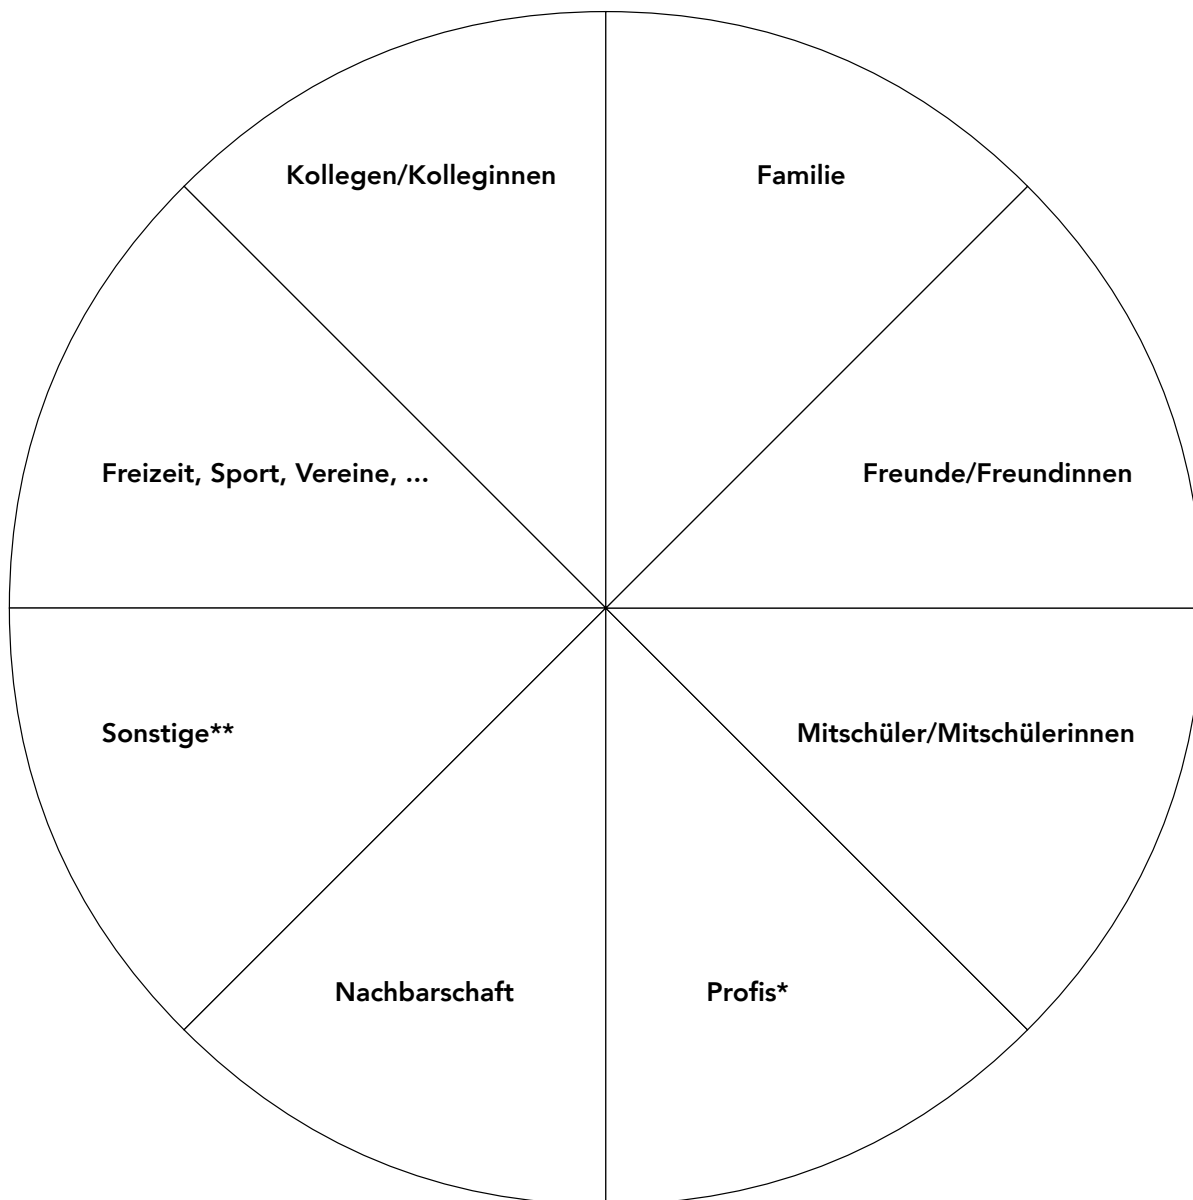 Kollegen/Kolleginnen
Familie
Freizeit, Sport, Vereine, ...
Freunde/Freundinnen
Sonstige**
Mitschüler/Mitschülerinnen
Nachbarschaft
Profis*